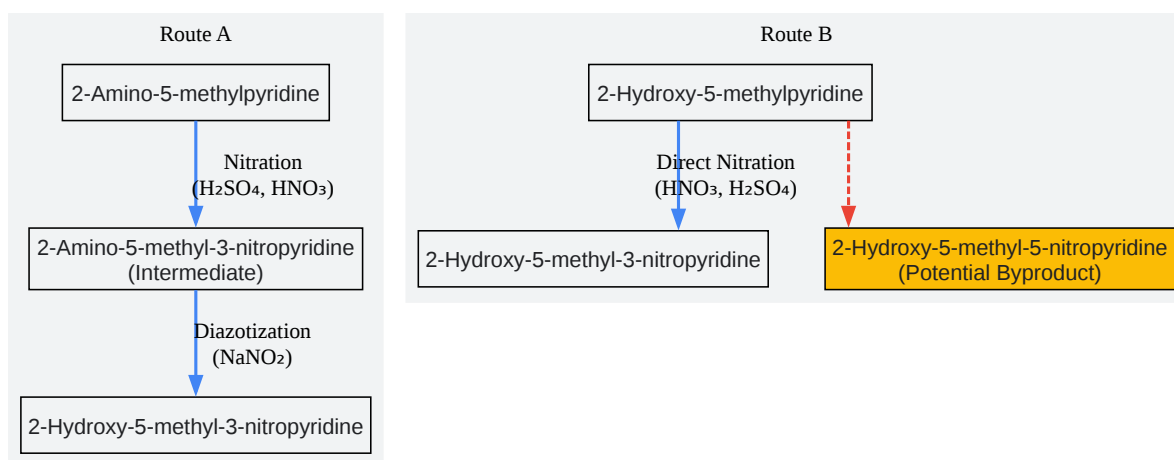 Route A
2-Amino-5-methylpyridine
Nitration
(H₂SO₄, HNO₃)
2-Amino-5-methyl-3-nitropyridine
(Intermediate)
Diazotization
(NaNO₂)
2-Hydroxy-5-methyl-3-nitropyridine
Route B
2-Hydroxy-5-methylpyridine
Direct Nitration
(HNO₃, H₂SO₄)
2-Hydroxy-5-methyl-3-nitropyridine
2-Hydroxy-5-methyl-5-nitropyridine
(Potential Byproduct)